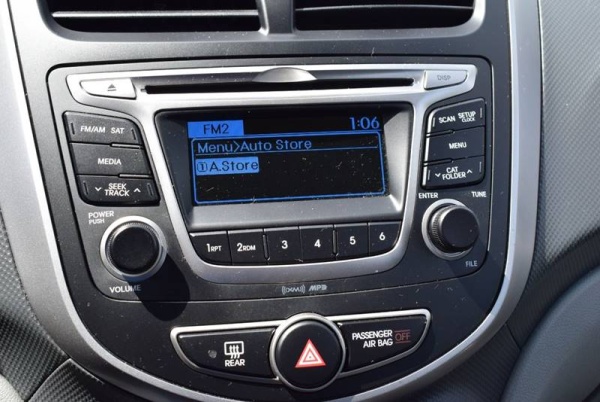 DISP
FM2 1:06
Menu>Auto Store
①A.Store
FM/AM SAT
MEDIA
SEEK
TRACK
SCAN SETUP
CLOCK
MENU
CAT
FOLDER
POWER
PUSH
VOLUME
ENTER TUNE
FILE
1RPT 2RDM 3 4 5 6
((XM)) MP3
REAR
PASSENGER
AIR BAG OFF